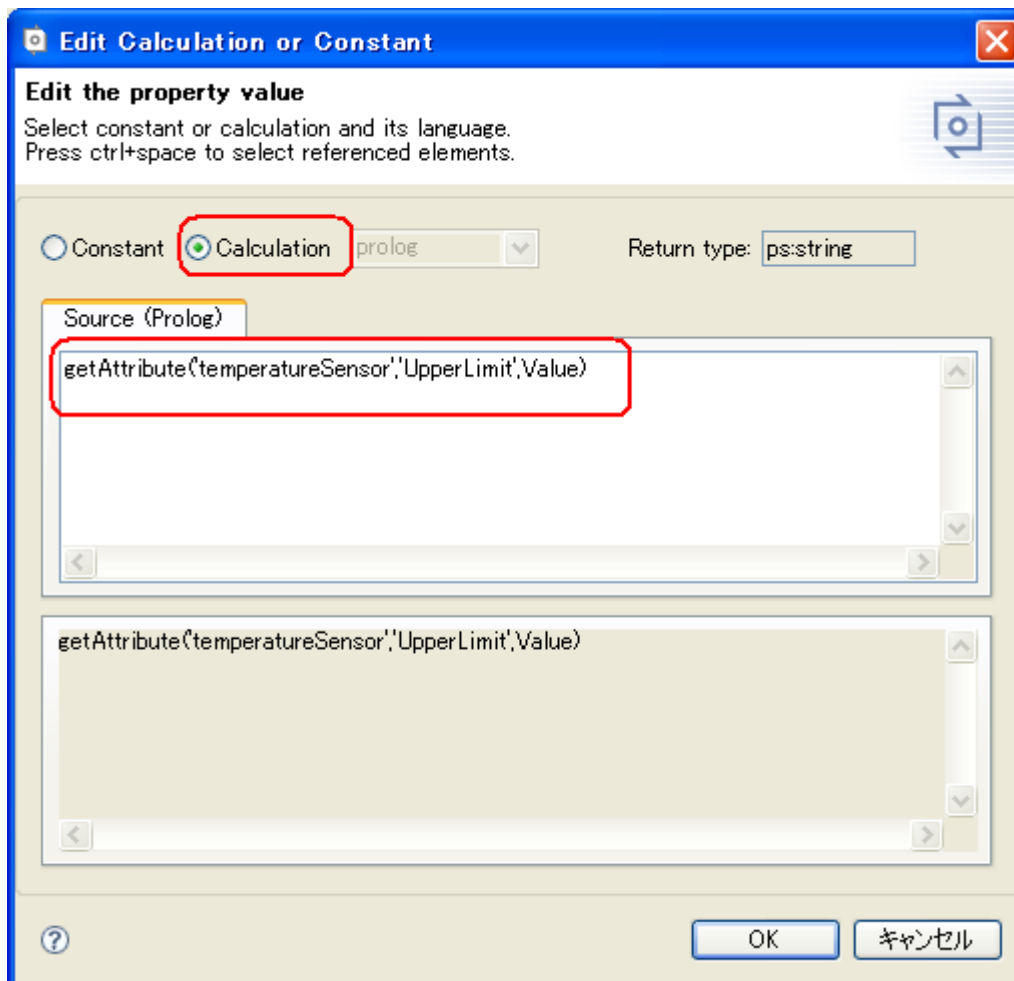 Edit Calculation or Constant
Edit the property value
Select constant or calculation and its language.
Press ctrl+space to select referenced elements.
Constant Calculation prolog Return type: ps:string
Source (Prolog)
getAttribute('temperatureSensor','UpperLimit',Value)
getAttribute('temperatureSensor','UpperLimit',Value)
? OK キャンセル